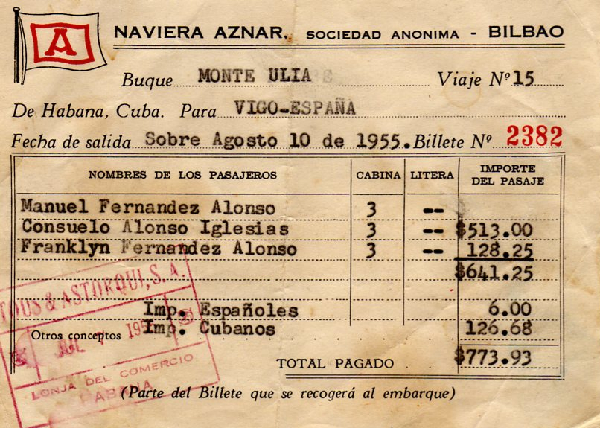 A
NAVIERA AZNAR, SOCIEDAD ANONIMA - BILBAO
Buque MONTE ULIA Viaje Nº 15
De Habana, Cuba. Para VIGO-ESPAÑA
Fecha de salida Sobre Agosto 10 de 1955. Billete Nº 2382
NOMBRES DE LOS PASAJEROS CABINA LITERA IMPORTE DEL PASAJE
Manuel Fernandez Alonso 3 --
Consuelo Alonso Iglesias 3 -- $513.00
Franklyn Fernandez Alonso 3 -- 128.25
$641.25
Imp. Españoles 6.00
Otros conceptos Imp. Cubanos 126.68
TOTAL PAGADO $773.93
(Parte del Billete que se recogerá al embarque)
& ASTORQUI, S. A.
JUL
LONJA DEL COMERCIO
HABANA